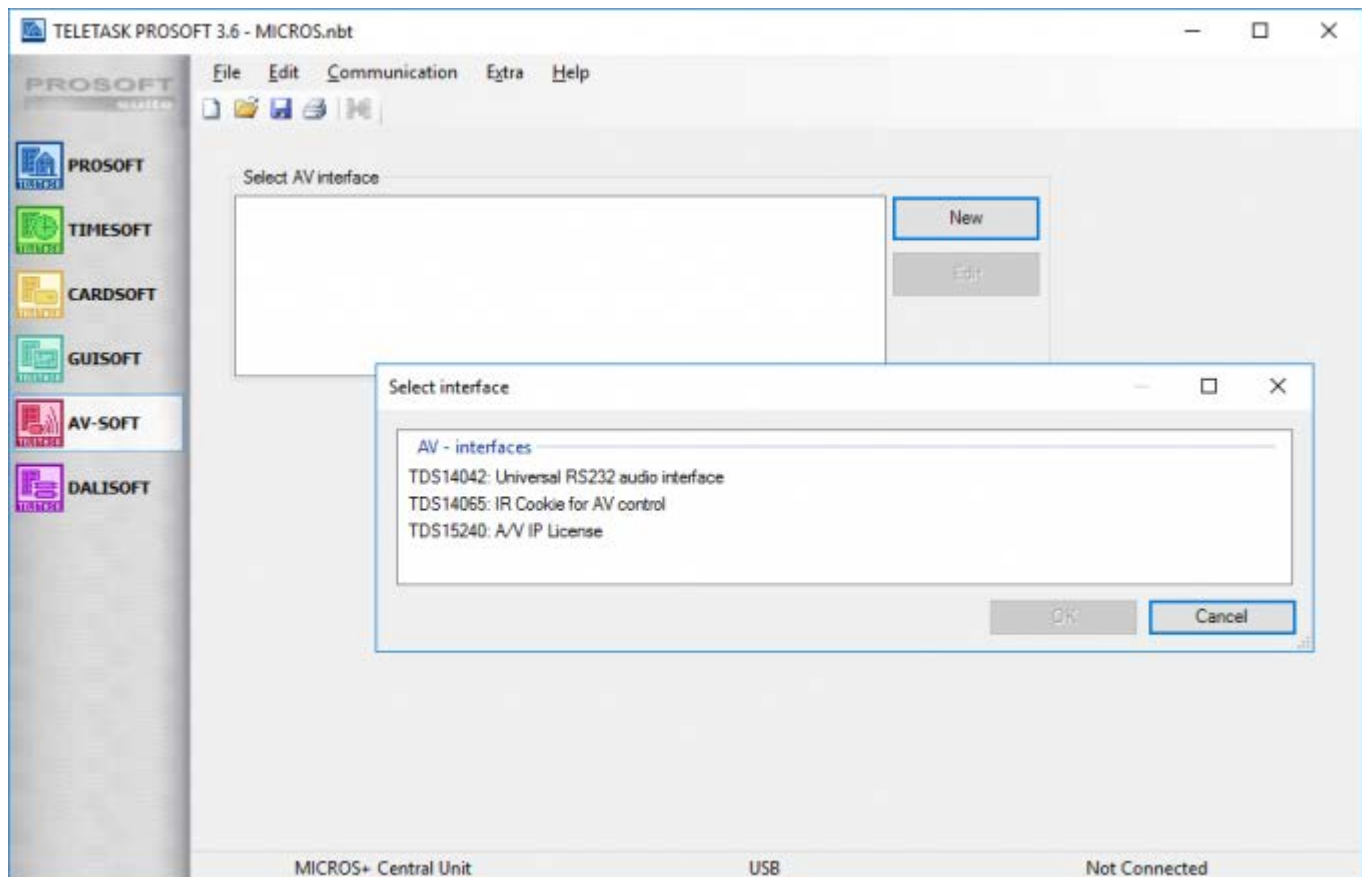 TELETASK PROSOFT 3.6 - MICROS.nbt
PROSOFT
suite
File Edit Communication Extra Help
PROSOFT
TIMESOFT
CARDSOFT
GUISOFT
AV-SOFT
DALISOFT
Select AV interface
New
Edit
Select interface
AV - interfaces
TDS14042: Universal RS232 audio interface
TDS14065: IR Cookie for AV control
TDS15240: A/V IP License
OK Cancel
MICROS+ Central Unit USB Not Connected